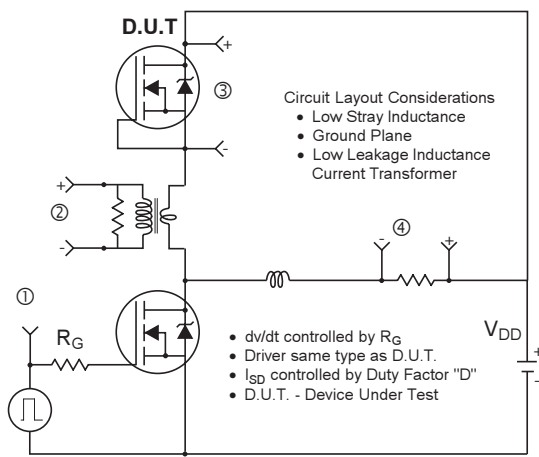 D.U.T
+
③
-
Circuit Layout Considerations
• Low Stray Inductance
• Ground Plane
• Low Leakage Inductance
Current Transformer
+
②
-
- ④ +
①
R_G
• dv/dt controlled by R_G
• Driver same type as D.U.T.
• I_SD controlled by Duty Factor "D"
• D.U.T. - Device Under Test
V_DD
+
-